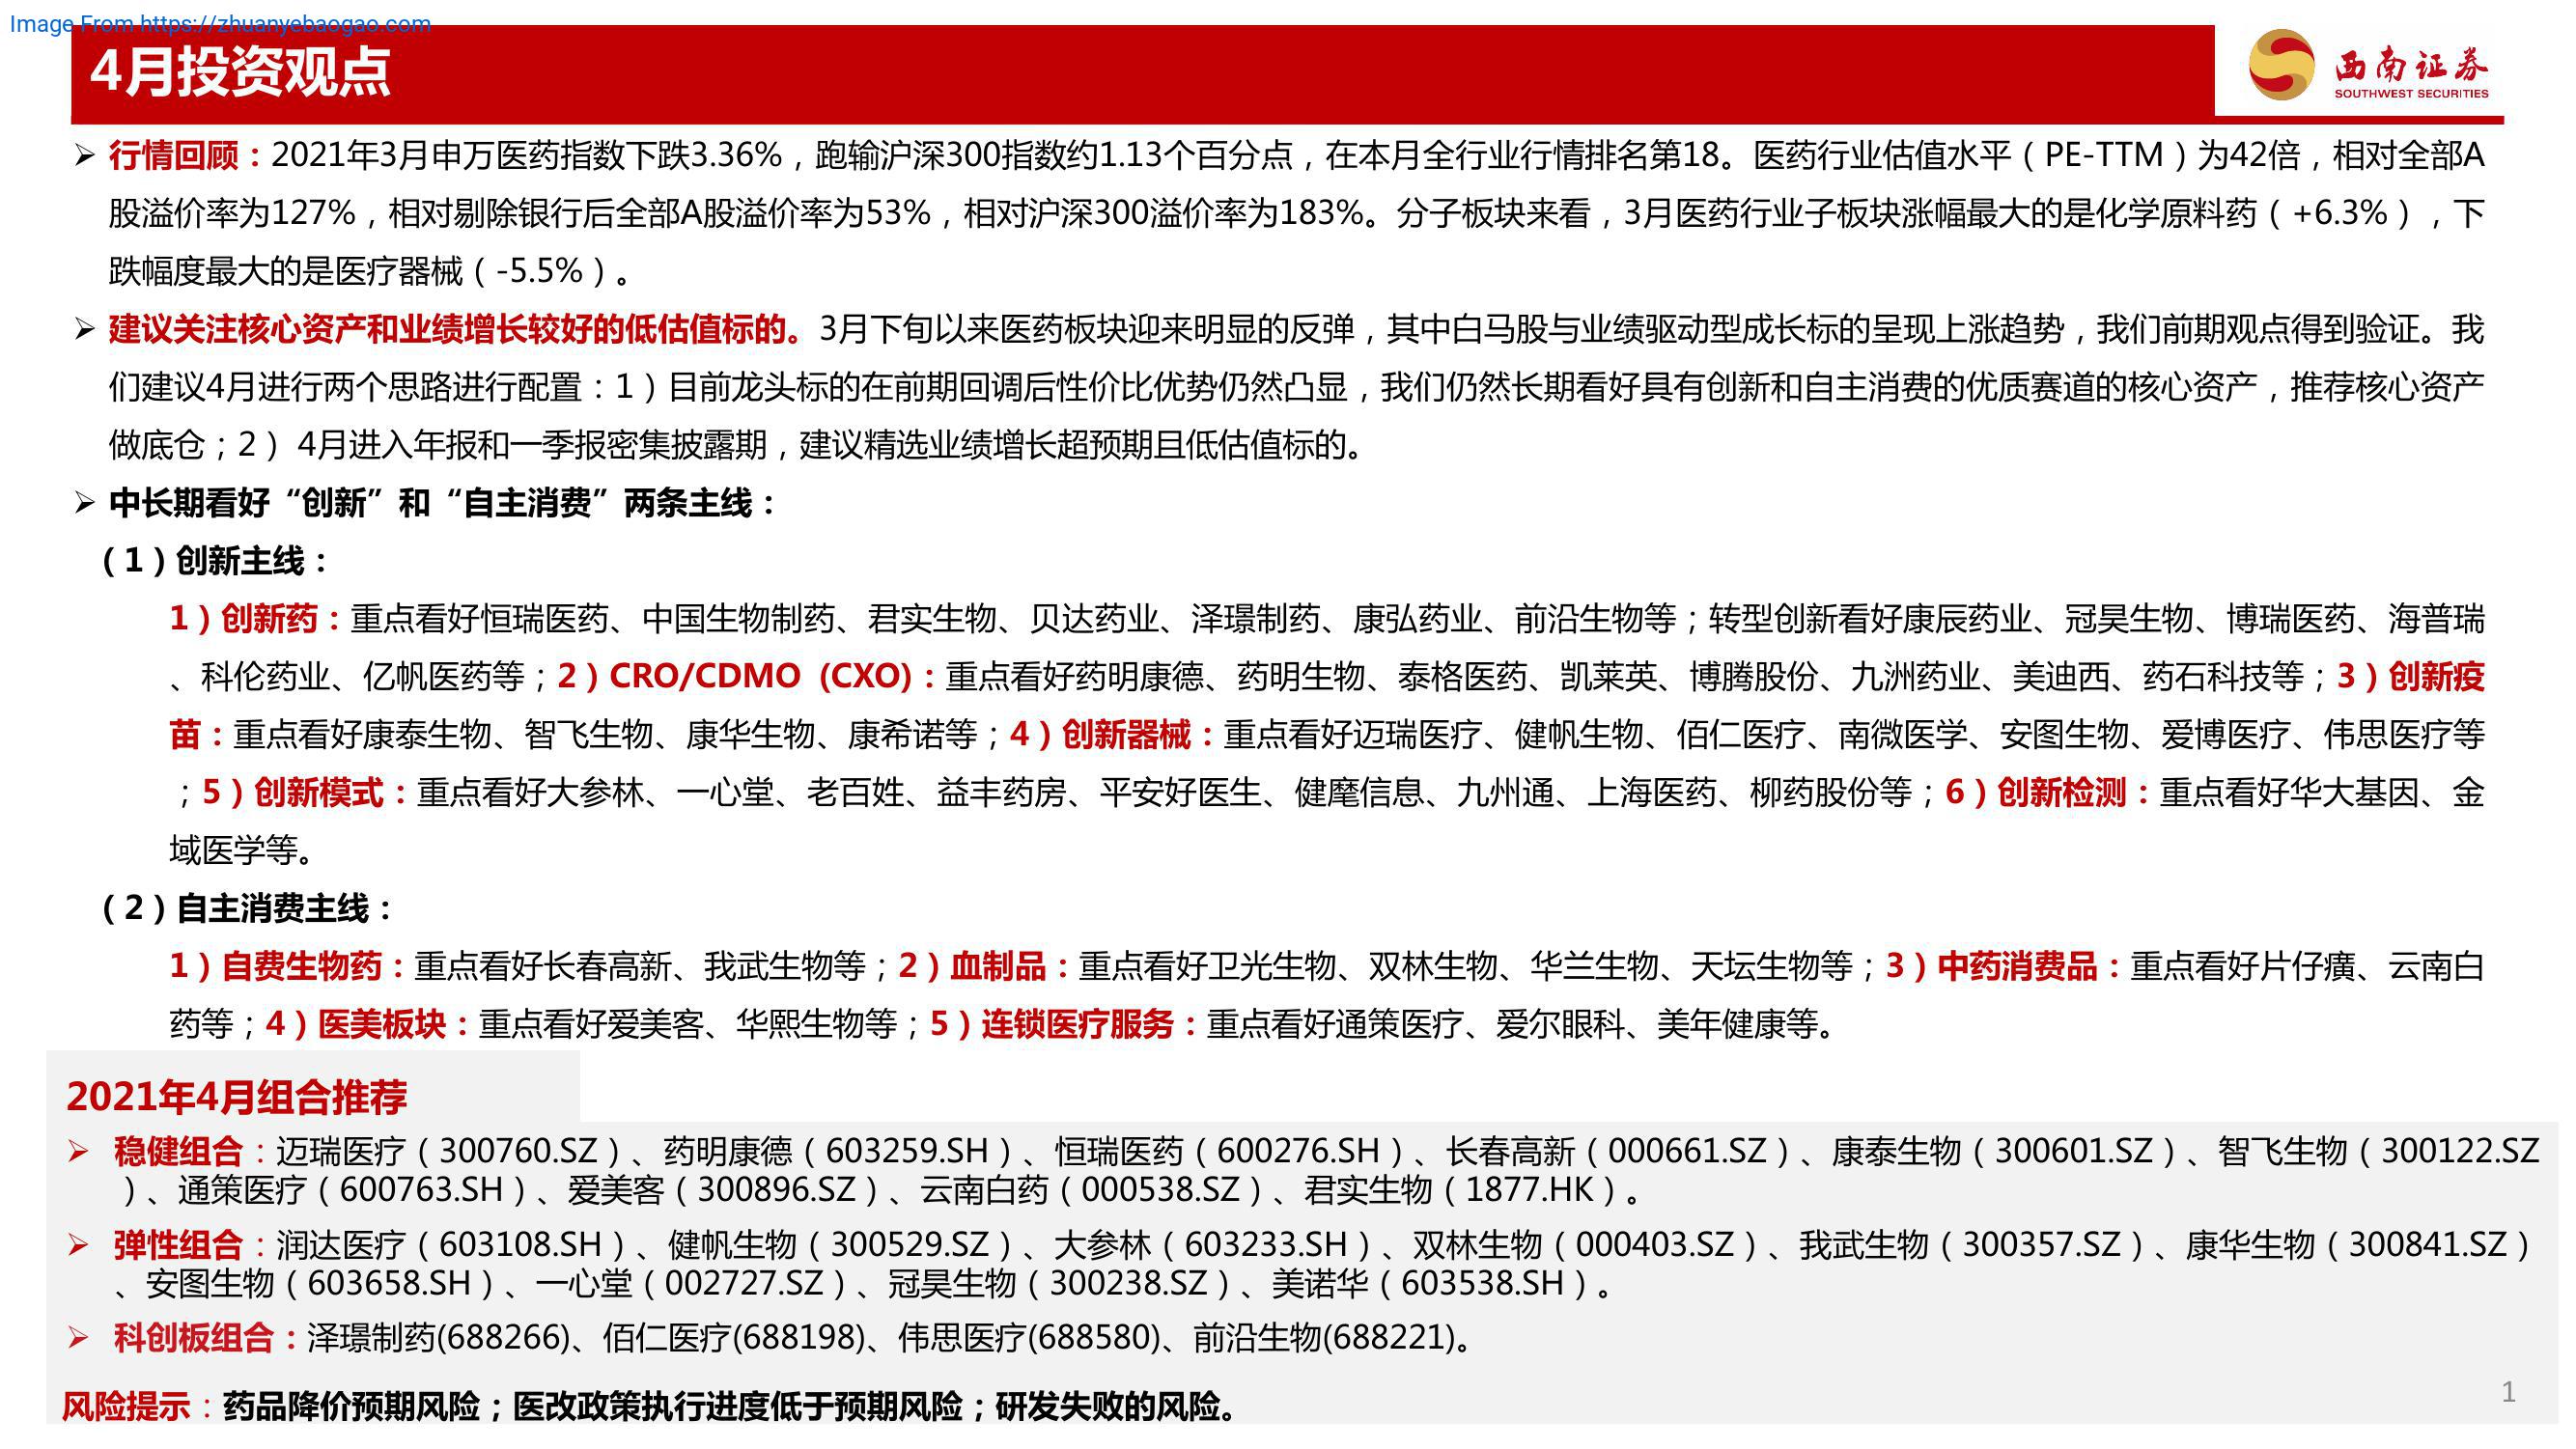 Image From https://zhuanyebaogao.com
4月投资观点
西南证券
SOUTHWEST SECURITIES
➢ 行情回顾：2021年3月申万医药指数下跌3.36%，跑输沪深300指数约1.13个百分点，在本月全行业行情排名第18。医药行业估值水平（PE-TTM）为42倍，相对全部A
股溢价率为127%，相对剔除银行后全部A股溢价率为53%，相对沪深300溢价率为183%。分子板块来看，3月医药行业子板块涨幅最大的是化学原料药（+6.3%），下
跌幅度最大的是医疗器械（-5.5%）。
➢ 建议关注核心资产和业绩增长较好的低估值标的。3月下旬以来医药板块迎来明显的反弹，其中白马股与业绩驱动型成长标的呈现上涨趋势，我们前期观点得到验证。我
们建议4月进行两个思路进行配置：1）目前龙头标的在前期回调后性价比优势仍然凸显，我们仍然长期看好具有创新和自主消费的优质赛道的核心资产，推荐核心资产
做底仓；2） 4月进入年报和一季报密集披露期，建议精选业绩增长超预期且低估值标的。
➢ 中长期看好“创新”和“自主消费”两条主线：
（1）创新主线：
1）创新药：重点看好恒瑞医药、中国生物制药、君实生物、贝达药业、泽璟制药、康弘药业、前沿生物等；转型创新看好康辰药业、冠昊生物、博瑞医药、海普瑞
、科伦药业、亿帆医药等；2）CRO/CDMO (CXO)：重点看好药明康德、药明生物、泰格医药、凯莱英、博腾股份、九洲药业、美迪西、药石科技等；3）创新疫
苗：重点看好康泰生物、智飞生物、康华生物、康希诺等；4）创新器械：重点看好迈瑞医疗、健帆生物、佰仁医疗、南微医学、安图生物、爱博医疗、伟思医疗等
；5）创新模式：重点看好大参林、一心堂、老百姓、益丰药房、平安好医生、健麾信息、九州通、上海医药、柳药股份等；6）创新检测：重点看好华大基因、金
域医学等。
（2）自主消费主线：
1）自费生物药：重点看好长春高新、我武生物等；2）血制品：重点看好卫光生物、双林生物、华兰生物、天坛生物等；3）中药消费品：重点看好片仔癀、云南白
药等；4）医美板块：重点看好爱美客、华熙生物等；5）连锁医疗服务：重点看好通策医疗、爱尔眼科、美年健康等。
2021年4月组合推荐
➢ 稳健组合：迈瑞医疗（300760.SZ）、药明康德（603259.SH）、恒瑞医药（600276.SH）、长春高新（000661.SZ）、康泰生物（300601.SZ）、智飞生物（300122.SZ
）、通策医疗（600763.SH）、爱美客（300896.SZ）、云南白药（000538.SZ）、君实生物（1877.HK）。
➢ 弹性组合：润达医疗（603108.SH）、健帆生物（300529.SZ）、大参林（603233.SH）、双林生物（000403.SZ）、我武生物（300357.SZ）、康华生物（300841.SZ）
、安图生物（603658.SH）、一心堂（002727.SZ）、冠昊生物（300238.SZ）、美诺华（603538.SH）。
➢ 科创板组合：泽璟制药(688266)、佰仁医疗(688198)、伟思医疗(688580)、前沿生物(688221)。
风险提示：药品降价预期风险；医改政策执行进度低于预期风险；研发失败的风险。
1